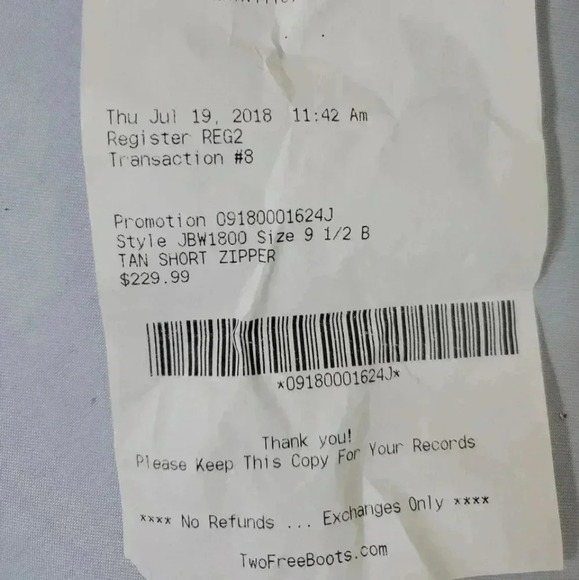 Thu Jul 19, 2018 11:42 Am
Register REG2
Transaction #8
Promotion 09180001624J
Style JBW1800 Size 9 1/2 B
TAN SHORT ZIPPER
$229.99
*09180001624J*
Thank you!
Please Keep This Copy For Your Records
**** No Refunds ... Exchanges Only ****
TwoFreeBoots.com